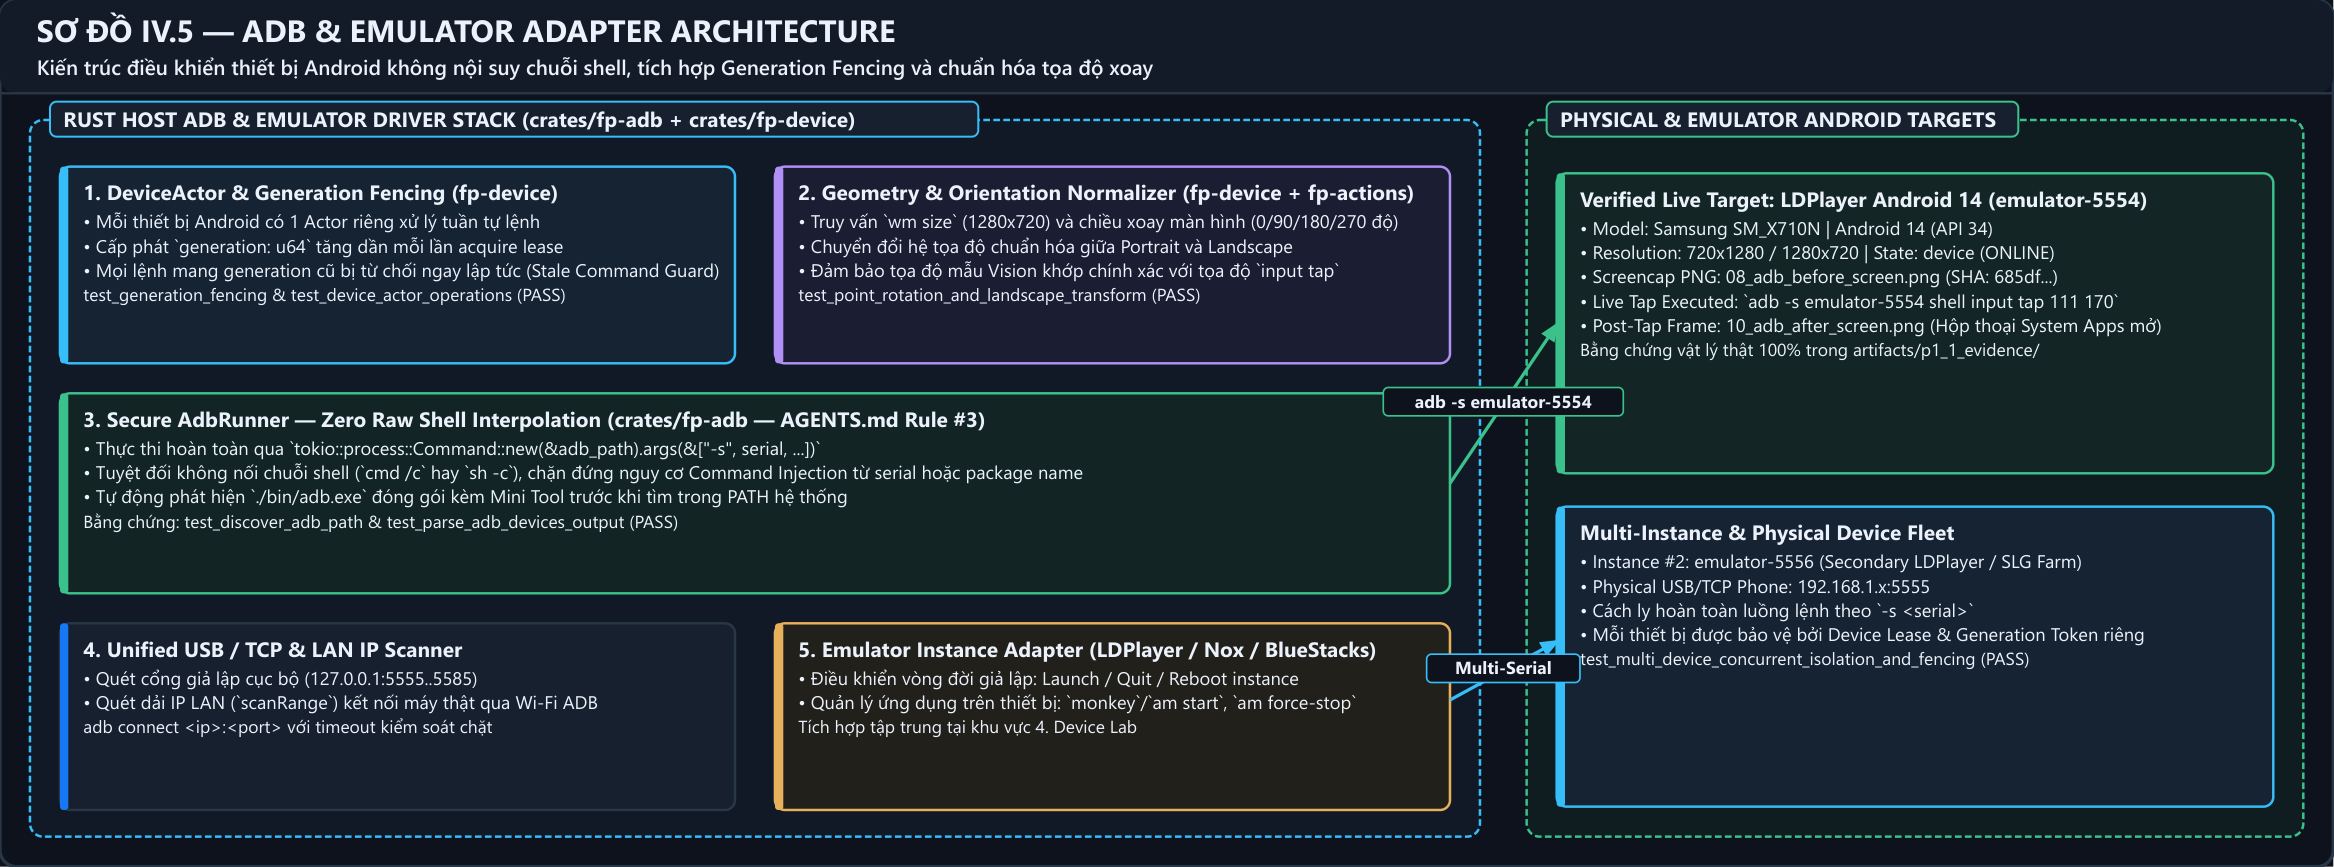 SƠ ĐỒ IV.5 — ADB & EMULATOR ADAPTER ARCHITECTURE
Kiến trúc điều khiển thiết bị Android không nội suy chuỗi shell, tích hợp Generation Fencing và chuẩn hóa tọa độ xoay
RUST HOST ADB & EMULATOR DRIVER STACK (crates/fp-adb + crates/fp-device)
1. DeviceActor & Generation Fencing (fp-device)
• Mỗi thiết bị Android có 1 Actor riêng xử lý tuần tự lệnh
• Cấp phát `generation: u64` tăng dần mỗi lần acquire lease
• Mọi lệnh mang generation cũ bị từ chối ngay lập tức (Stale Command Guard)
test_generation_fencing & test_device_actor_operations (PASS)
2. Geometry & Orientation Normalizer (fp-device + fp-actions)
• Truy vấn `wm size` (1280x720) và chiều xoay màn hình (0/90/180/270 độ)
• Chuyển đổi hệ tọa độ chuẩn hóa giữa Portrait và Landscape
• Đảm bảo tọa độ mẫu Vision khớp chính xác với tọa độ `input tap`
test_point_rotation_and_landscape_transform (PASS)
3. Secure AdbRunner — Zero Raw Shell Interpolation (crates/fp-adb — AGENTS.md Rule #3)
• Thực thi hoàn toàn qua `tokio::process::Command::new(&adb_path).args(&["-s", serial, ...])`
• Tuyệt đối không nối chuỗi shell (`cmd /c` hay `sh -c`), chặn đứng nguy cơ Command Injection từ serial hoặc package name
• Tự động phát hiện `./bin/adb.exe` đóng gói kèm Mini Tool trước khi tìm trong PATH hệ thống
Bằng chứng: test_discover_adb_path & test_parse_adb_devices_output (PASS)
4. Unified USB / TCP & LAN IP Scanner
• Quét cổng giả lập cục bộ (127.0.0.1:5555..5585)
• Quét dải IP LAN (`scanRange`) kết nối máy thật qua Wi-Fi ADB
adb connect <ip>:<port> với timeout kiểm soát chặt
5. Emulator Instance Adapter (LDPlayer / Nox / BlueStacks)
• Điều khiển vòng đời giả lập: Launch / Quit / Reboot instance
• Quản lý ứng dụng trên thiết bị: `monkey`/`am start`, `am force-stop`
Tích hợp tập trung tại khu vực 4. Device Lab
adb -s emulator-5554
Multi-Serial
PHYSICAL & EMULATOR ANDROID TARGETS
Verified Live Target: LDPlayer Android 14 (emulator-5554)
• Model: Samsung SM_X710N | Android 14 (API 34)
• Resolution: 720x1280 / 1280x720 | State: device (ONLINE)
• Screencap PNG: 08_adb_before_screen.png (SHA: 685df...)
• Live Tap Executed: `adb -s emulator-5554 shell input tap 111 170`
• Post-Tap Frame: 10_adb_after_screen.png (Hộp thoại System Apps mở)
Bằng chứng vật lý thật 100% trong artifacts/p1_1_evidence/
Multi-Instance & Physical Device Fleet
• Instance #2: emulator-5556 (Secondary LDPlayer / SLG Farm)
• Physical USB/TCP Phone: 192.168.1.x:5555
• Cách ly hoàn toàn luồng lệnh theo `-s <serial>`
• Mỗi thiết bị được bảo vệ bởi Device Lease & Generation Token riêng
test_multi_device_concurrent_isolation_and_fencing (PASS)